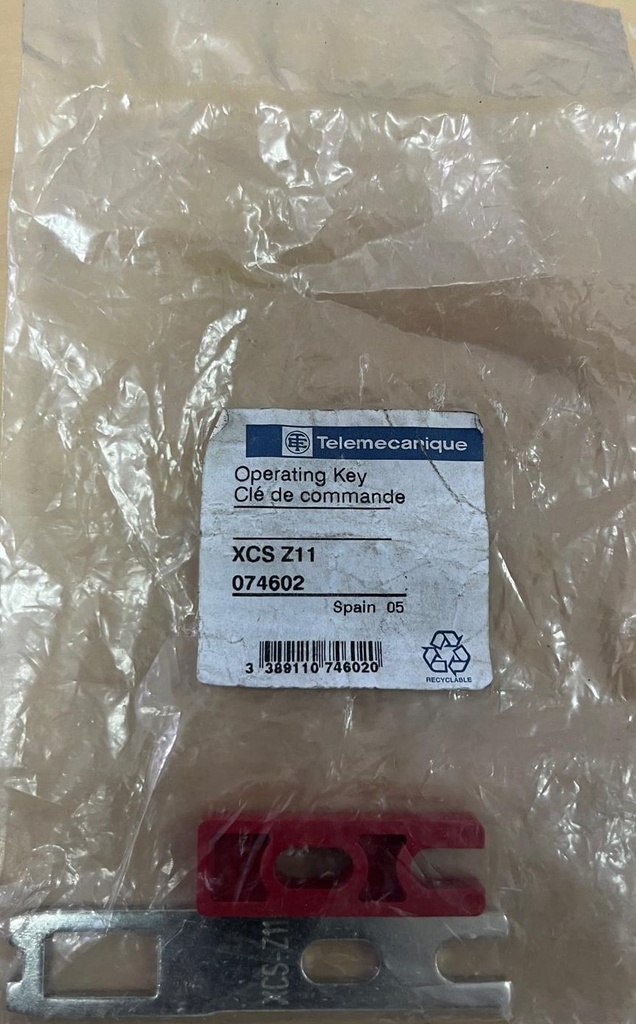 Telemecanique
Operating Key
Clé de commande
XCS Z11
074602
Spain 05
3 389110 746020
RECYCLABLE
XCS-Z11